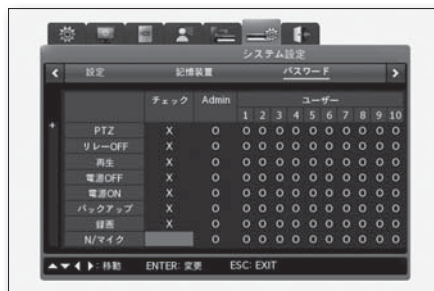 システム設定
設定 記憶装置 パスワード
チェック Admin ユーザー
1 2 3 4 5 6 7 8 9 10
PTZ X O O O O O O O O O O O
リレーOFF X O O O O O O O O O O O
再生 X O O O O O O O O O O O
電源OFF X O O O O O O O O O O O
電源ON X O O O O O O O O O O O
バックアップ X O O O O O O O O O O O
録画 X O O O O O O O O O O O
N/マイク O O O O O O O O O O O
▲▼◀ ▶: 移動 ENTER: 変更 ESC: EXIT